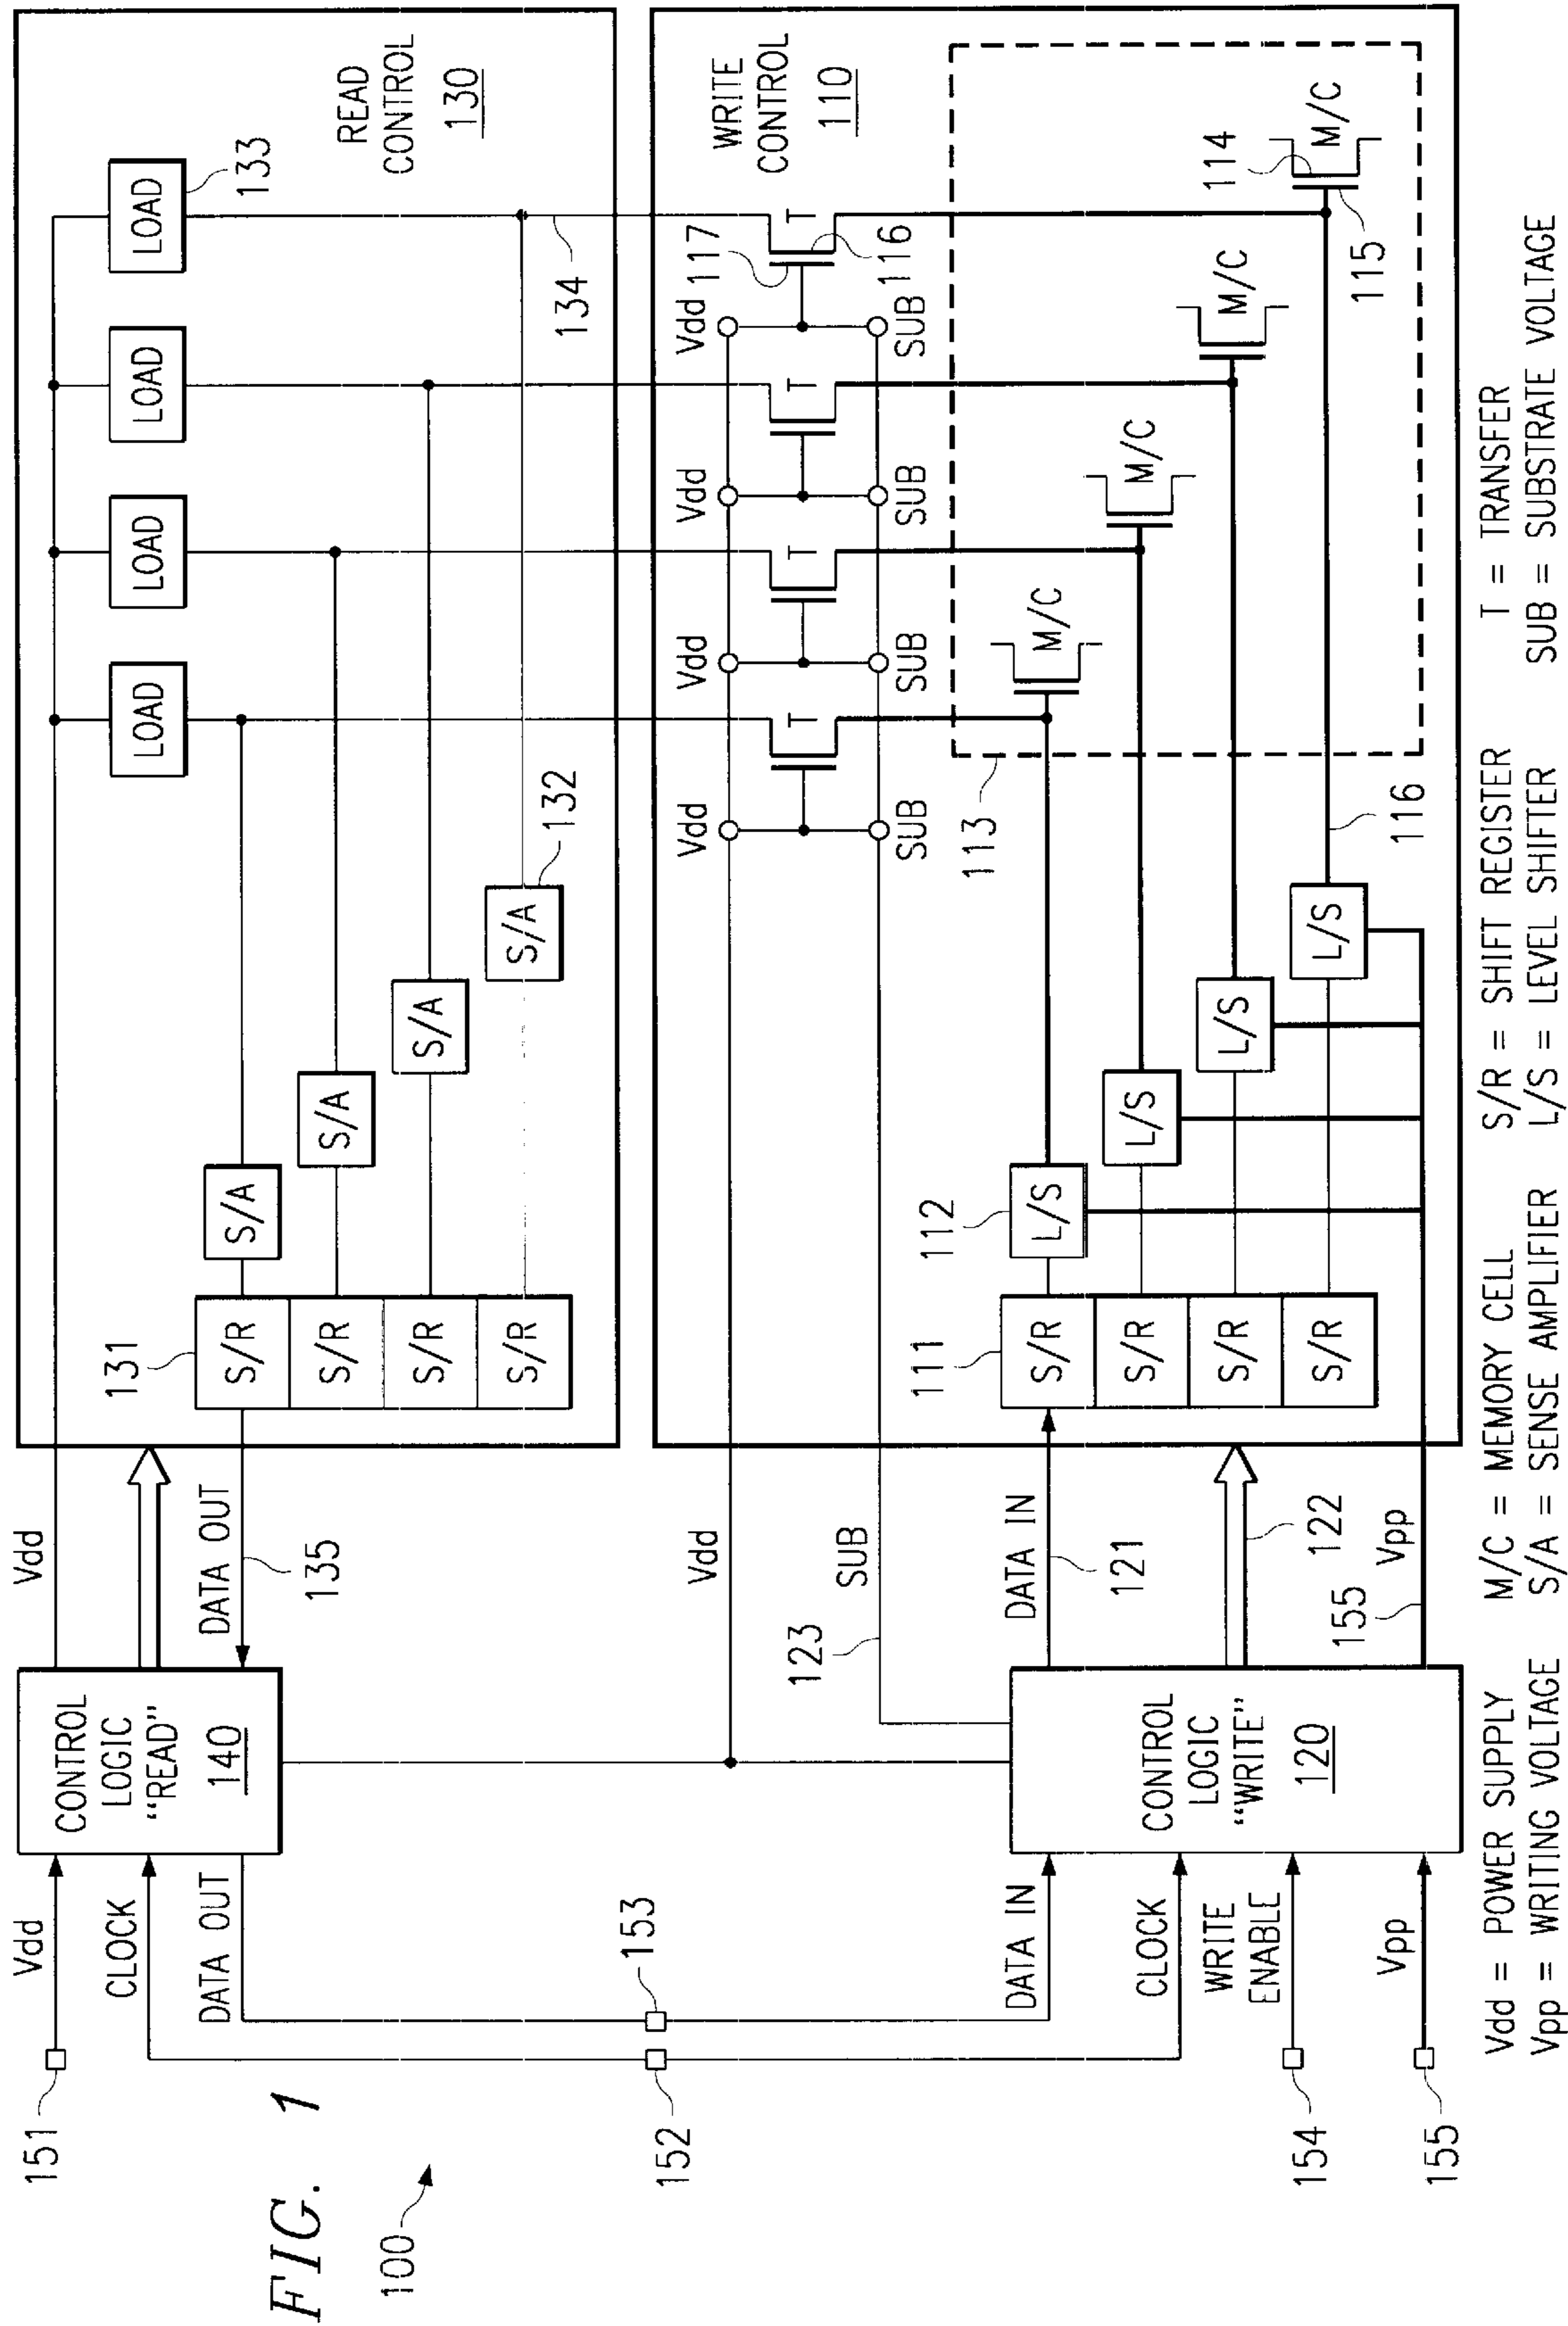 FIG. 1
100
151
152
153
154
155
Vdd
CLOCK
DATA OUT
DATA IN
CLOCK
WRITE
ENABLE
Vpp
CONTROL
LOGIC
“READ”
140
CONTROL
LOGIC
“WRITE”
120
Vdd
DATA OUT
135
Vdd
SUB
123
DATA IN
121
122
155
Vpp
READ
CONTROL
130
LOAD
LOAD
LOAD
LOAD
133
134
131
S/R
S/R
S/R
S/R
S/A
S/A
S/A
S/A
132
WRITE
CONTROL
110
Vdd
Vdd
Vdd
Vdd
T
T
T
T
117
116
SUB
SUB
SUB
SUB
113
M/C
M/C
M/C
M/C
114
115
111
S/R
S/R
S/R
S/R
112
L/S
L/S
L/S
L/S
116
Vdd = POWER SUPPLY M/C = MEMORY CELL S/R = SHIFT REGISTER T = TRANSFER
Vpp = WRITING VOLTAGE S/A = SENSE AMPLIFIER L/S = LEVEL SHIFTER SUB = SUBSTRATE VOLTAGE